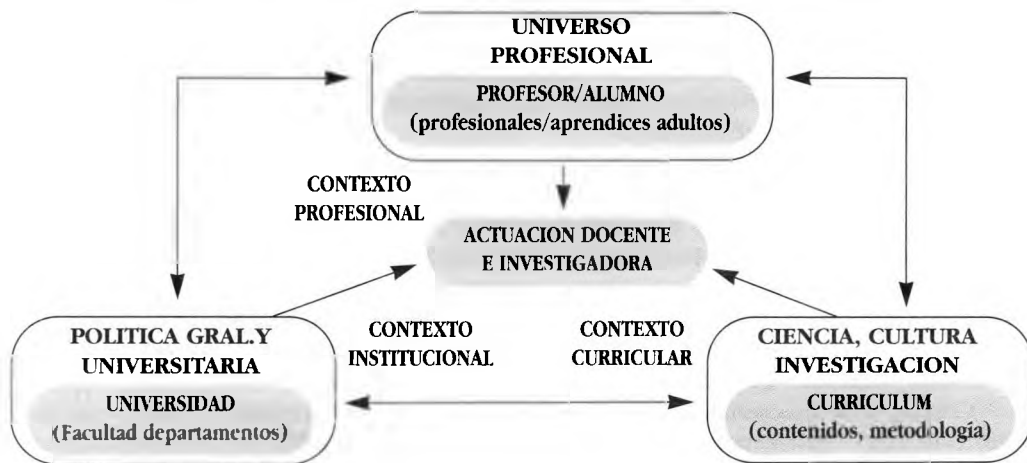 UNIVERSO
PROFESIONAL
PROFESOR/ALUMNO
(profesionales/aprendices adultos)
CONTEXTO
PROFESIONAL
ACTUACION DOCENTE
E INVESTIGADORA
POLITICA GRAL.Y
UNIVERSITARIA
UNIVERSIDAD
(Facultad departamentos)
CONTEXTO
INSTITUCIONAL
CONTEXTO
CURRICULAR
CIENCIA, CULTURA
INVESTIGACION
CURRICULUM
(contenidos, metodología)